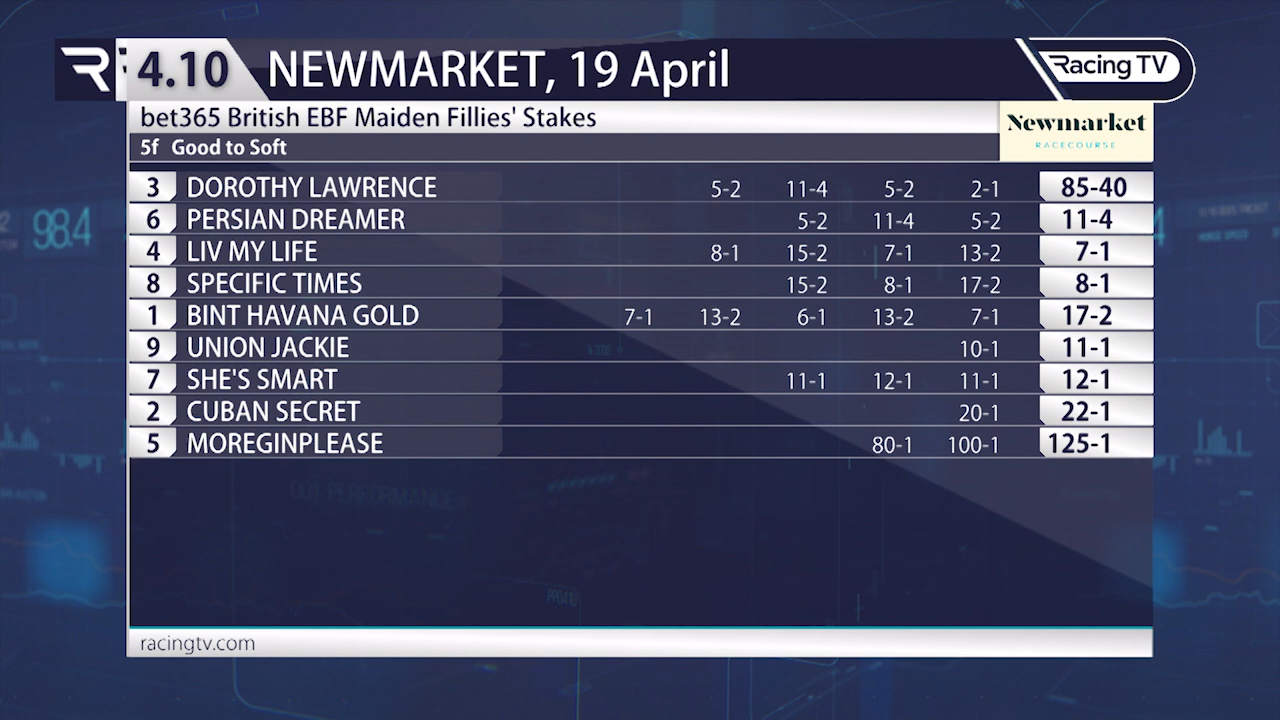 4.10 NEWMARKET, 19 April Racing TV
bet365 British EBF Maiden Fillies' Stakes
Newmarket
RACECOURSE
5f Good to Soft
3 DOROTHY LAWRENCE 5-2 11-4 5-2 2-1 85-40
6 PERSIAN DREAMER 5-2 11-4 5-2 11-4
4 LIV MY LIFE 8-1 15-2 7-1 13-2 7-1
8 SPECIFIC TIMES 15-2 8-1 17-2 8-1
1 BINT HAVANA GOLD 7-1 13-2 6-1 13-2 7-1 17-2
9 UNION JACKIE 10-1 11-1
7 SHE'S SMART 11-1 12-1 11-1 12-1
2 CUBAN SECRET 20-1 22-1
5 MOREGINPLEASE 80-1 100-1 125-1
racingtv.com
98.4